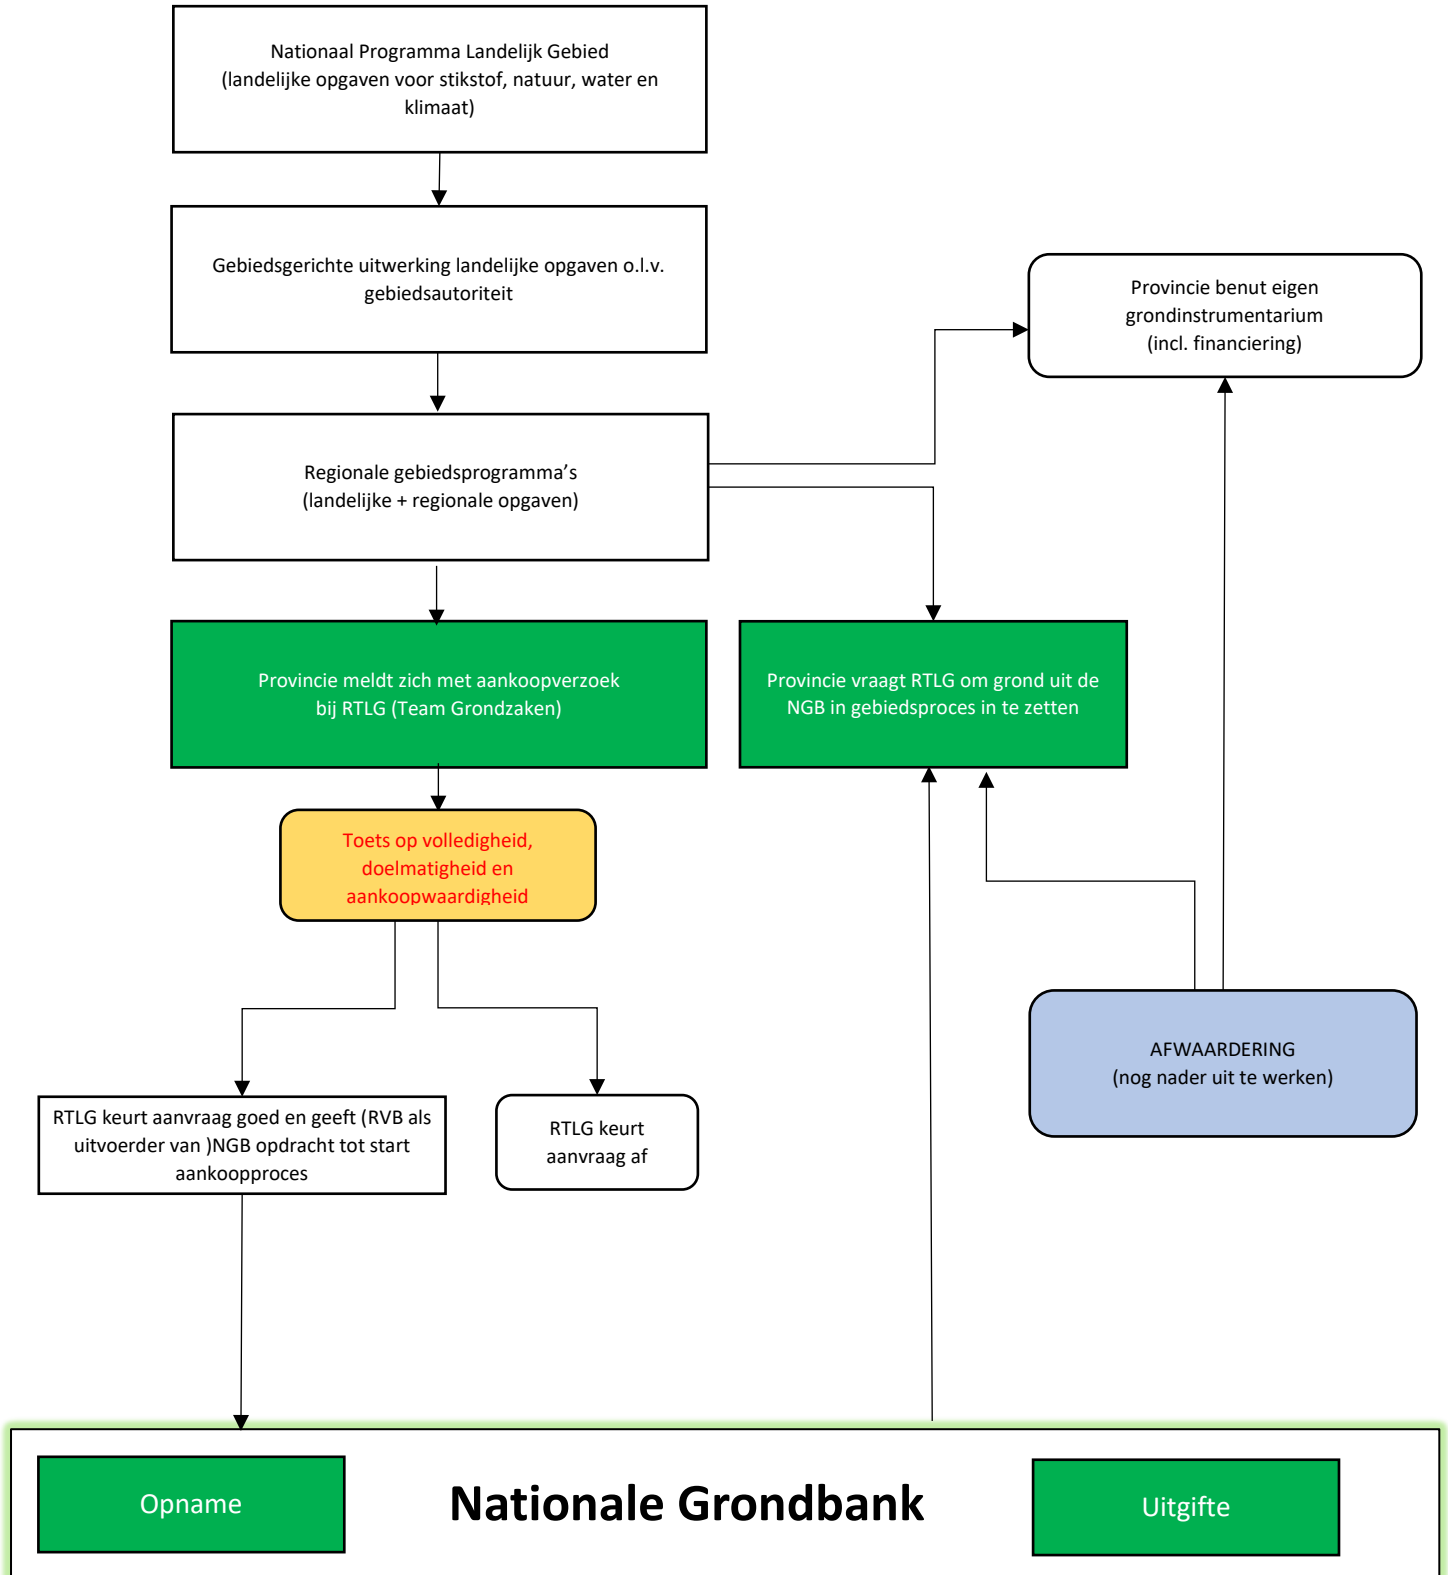 Nationaal Programma Landelijk Gebied
(landelijke opgaven voor stikstof, natuur, water en
klimaat)
Gebiedsgerichte uitwerking landelijke opgaven o.l.v.
gebiedsautoriteit
Provincie benut eigen
grondinstrumentarium
(incl. financiering)
Regionale gebiedsprogramma’s
(landelijke + regionale opgaven)
Provincie meldt zich met aankoopverzoek
bij RTLG (Team Grondzaken)
Provincie vraagt RTLG om grond uit de
NGB in gebiedsproces in te zetten
Toets op volledigheid,
doelmatigheid en
aankoopwaardigheid
AFWAARDERING
(nog nader uit te werken)
RTLG keurt aanvraag goed en geeft (RVB als
uitvoerder van )NGB opdracht tot start
aankoopproces
RTLG keurt
aanvraag af
Opname
Nationale Grondbank
Uitgifte